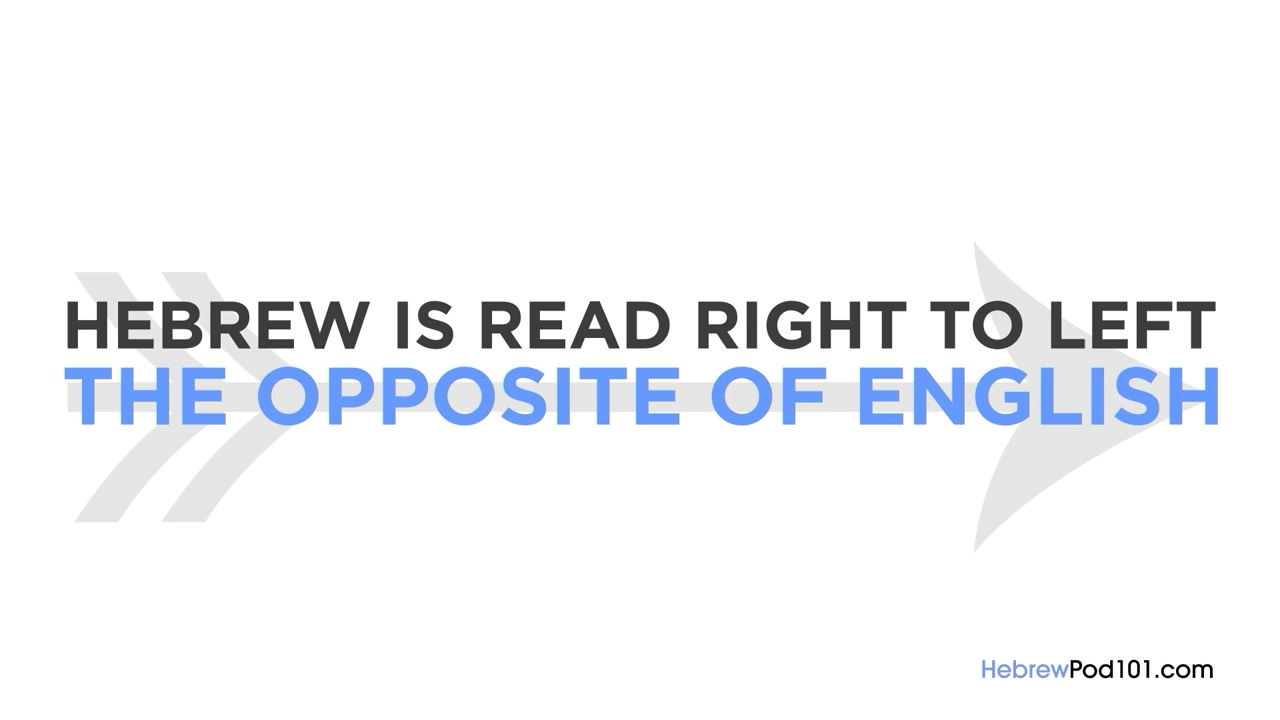 HEBREW IS READ RIGHT TO LEFT
THE OPPOSITE OF ENGLISH
HebrewPod101.com